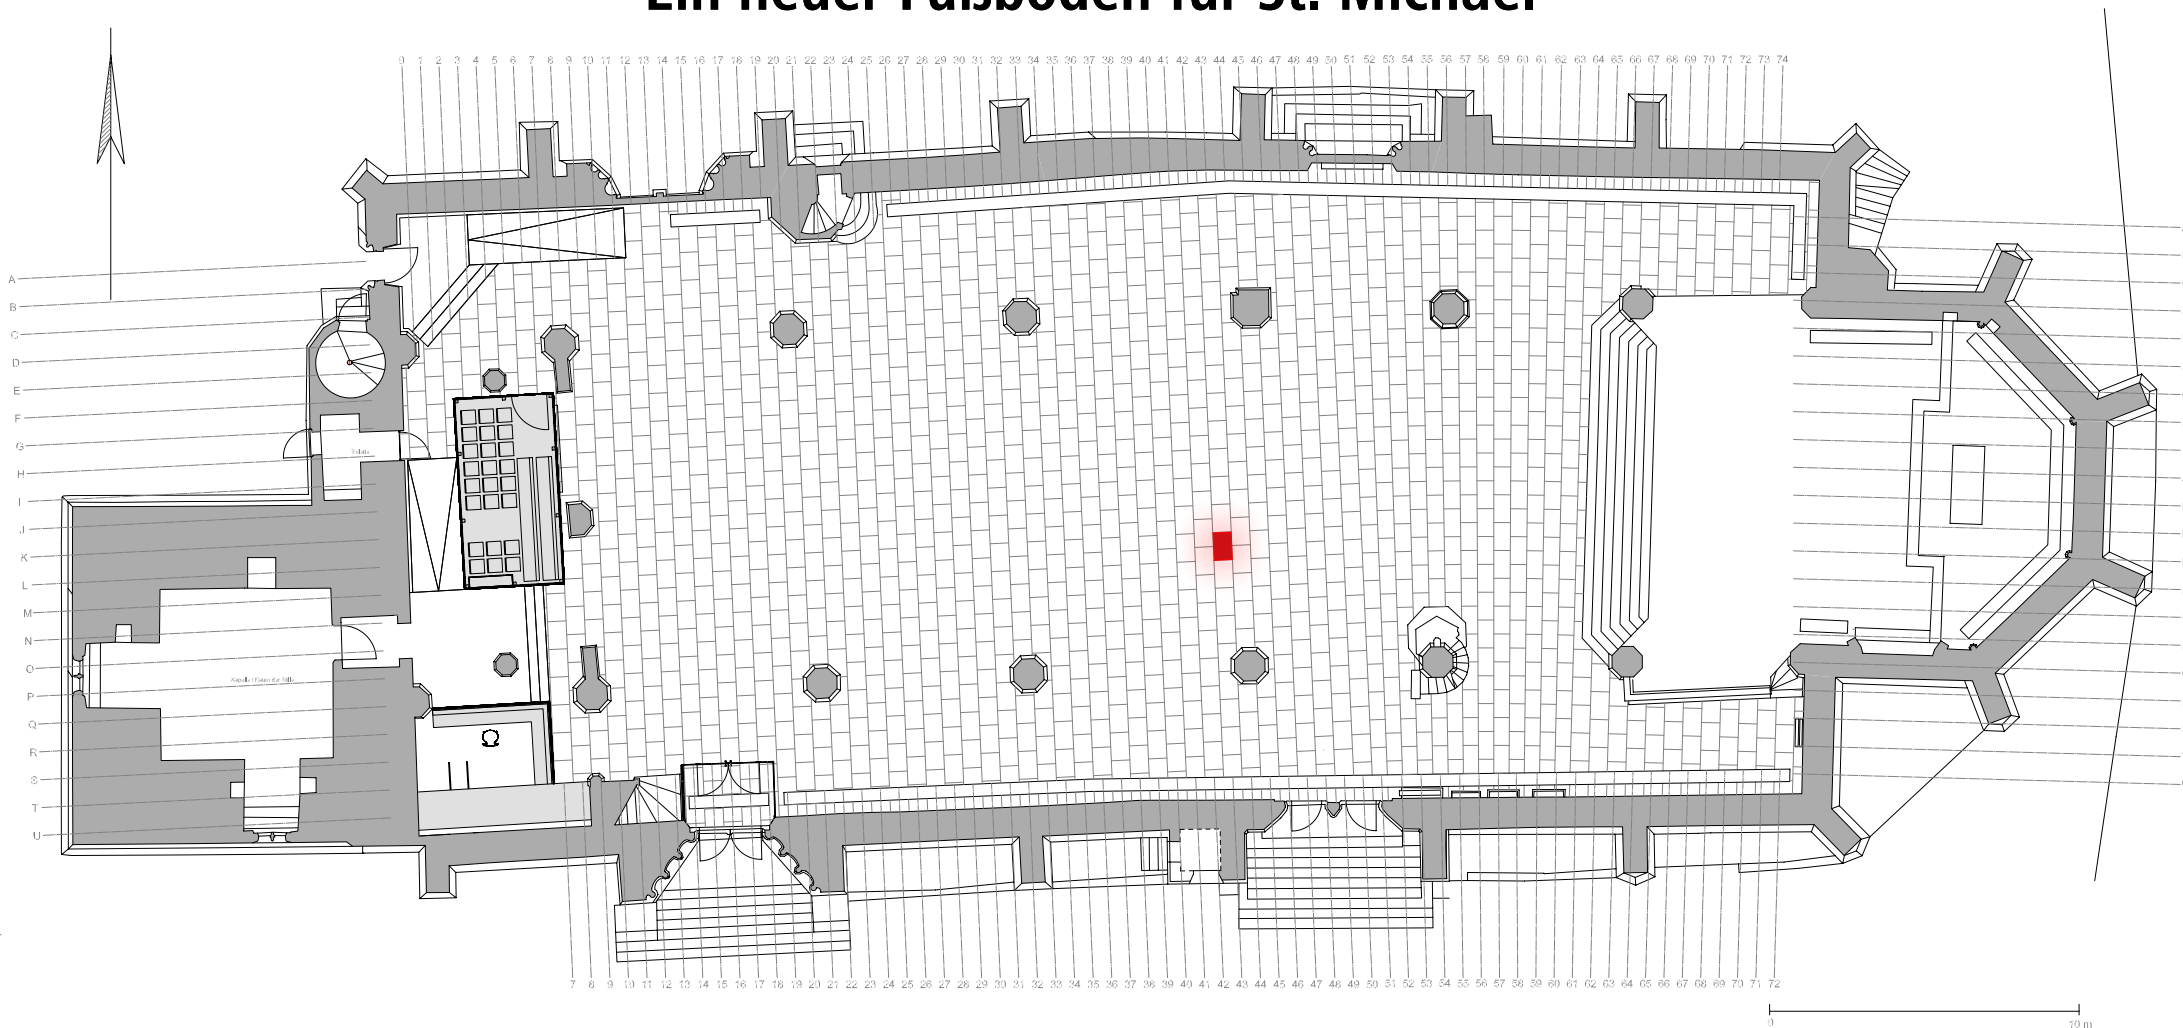 Ein neuer Fußboden für St. Michael
0 1 2 3 4 5 6 7 8 9 10 11 12 13 14 15 16 17 18 19 20 21 22 23 24 25 26 27 28 29 30 31 32 33 34 35 36 37 38 39 40 41 42 43 44 45 46 47 48 49 50 51 52 53 54 55 56 57 58 59 60 61 62 63 64 65 66 67 68 69 70 71 72 73 74
A
B
C
D
E
F
G
H
I
J
K
L
M
N
O
P
Q
R
S
T
U
7 8 9 10 11 12 13 14 15 16 17 18 19 20 21 22 23 24 25 26 27 28 29 30 31 32 33 34 35 36 37 38 39 40 41 42 43 44 45 46 47 48 49 50 51 52 53 54 55 56 57 58 59 60 61 62 63 64 65 66 67 68 69 70 71 72
0 10 m